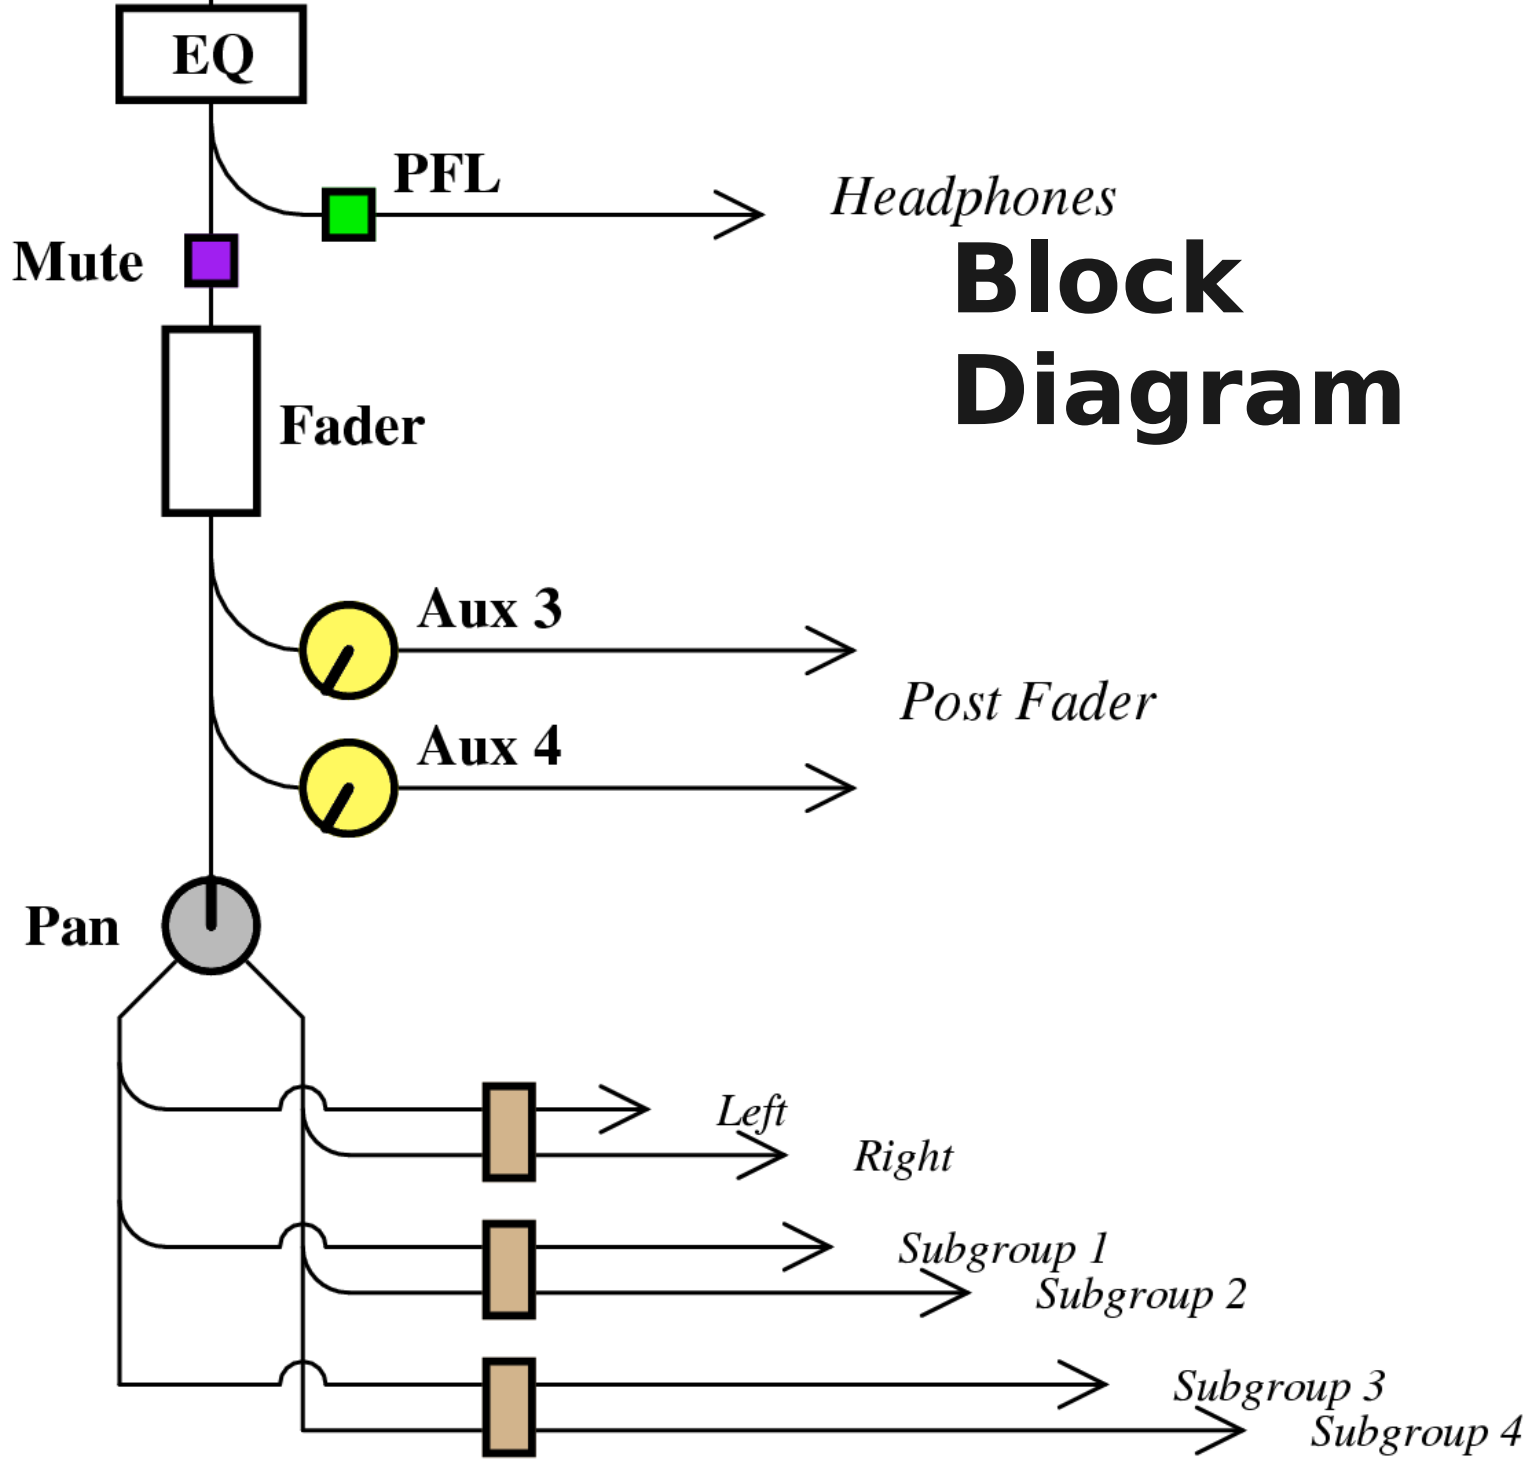 EQ
PFL
Headphones
Mute
Block
Diagram
Fader
Aux 3
Post Fader
Aux 4
Pan
Left
Right
Subgroup 1
Subgroup 2
Subgroup 3
Subgroup 4